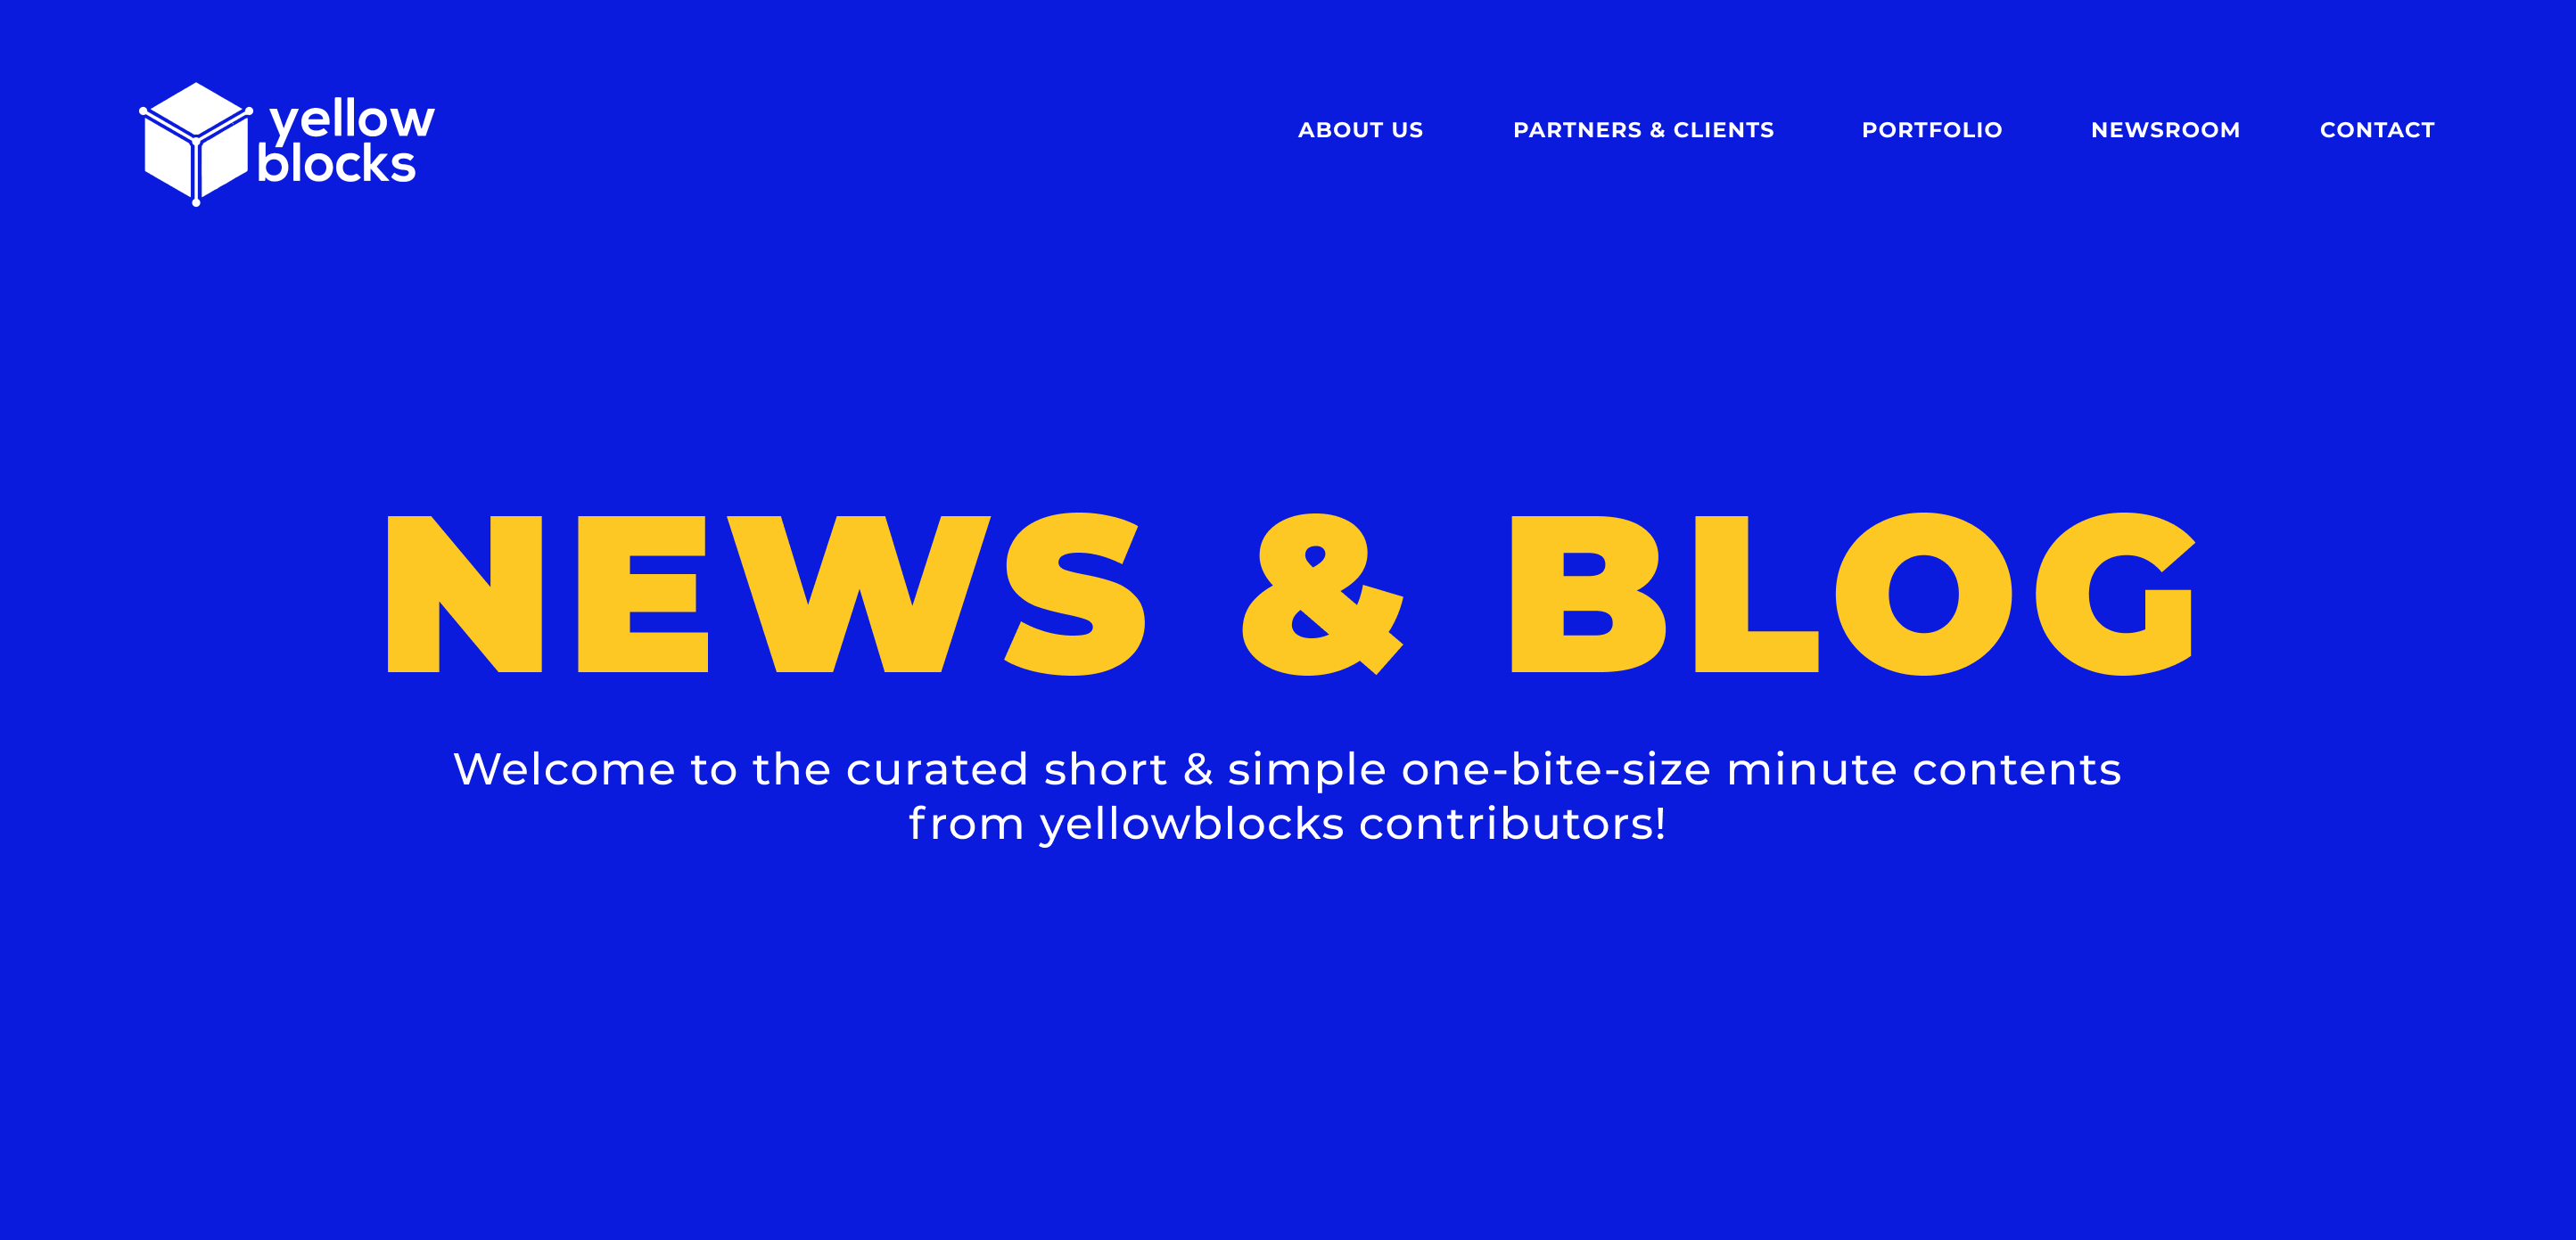 yellow
blocks
ABOUT US PARTNERS & CLIENTS PORTFOLIO NEWSROOM CONTACT
NEWS & BLOG
Welcome to the curated short & simple one-bite-size minute contents
from yellowblocks contributors!